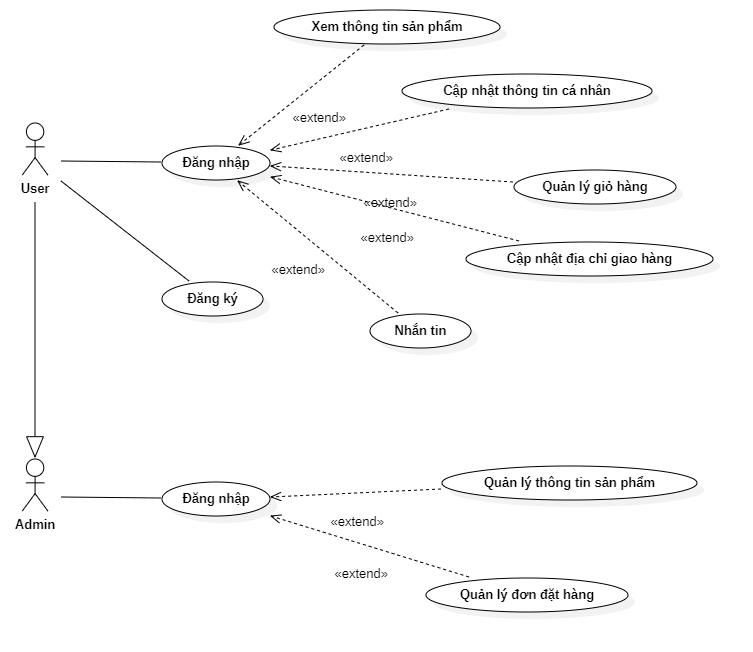 Xem thông tin sản phẩm
Cập nhật thông tin cá nhân
«extend»
Đăng nhập
«extend»
User
Quản lý giỏ hàng
«extend»
«extend»
Cập nhật địa chỉ giao hàng
«extend»
Đăng ký
Nhắn tin
Quản lý thông tin sản phẩm
Đăng nhập
Admin
«extend»
«extend»
Quản lý đơn đặt hàng